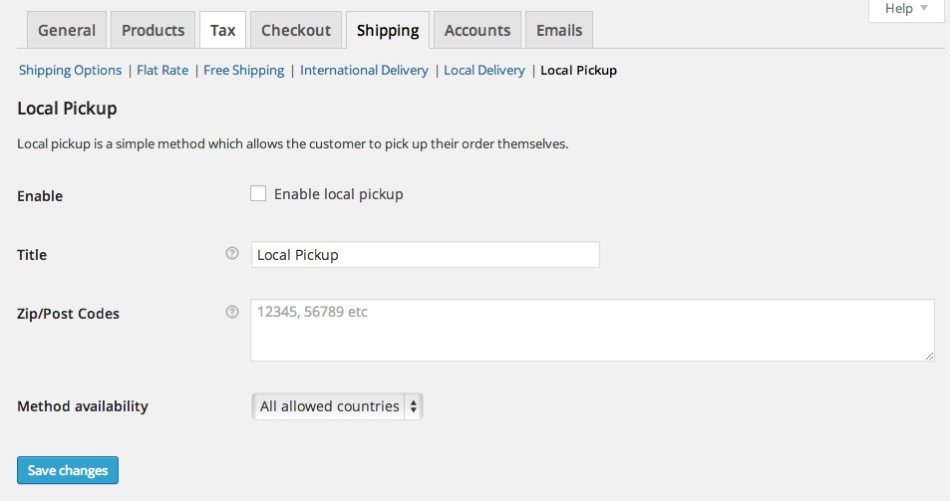 Help
General Products Tax Checkout Shipping Accounts Emails
Shipping Options | Flat Rate | Free Shipping | International Delivery | Local Delivery | Local Pickup
Local Pickup
Local pickup is a simple method which allows the customer to pick up their order themselves.
Enable Enable local pickup
Title ? Local Pickup
Zip/Post Codes ? 12345, 56789 etc
Method availability All allowed countries
Save changes